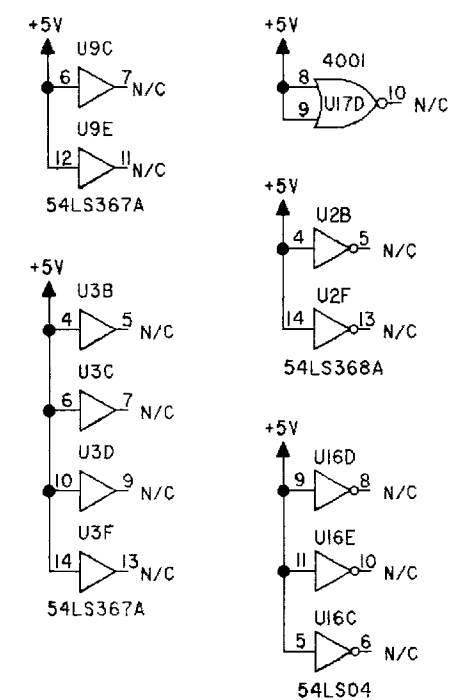 +5V
U9C
6 7 N/C
U9E
12 11 N/C
54LS367A
+5V
U3B
4 5 N/C
U3C
6 7 N/C
U3D
10 9 N/C
U3F
14 13 N/C
54LS367A
+5V
4001
8 U17D 10 N/C
9
+5V
U2B
4 5 N/C
U2F
14 13 N/C
54LS368A
+5V
U16D
9 8 N/C
U16E
11 10 N/C
U16C
5 6 N/C
54LS04